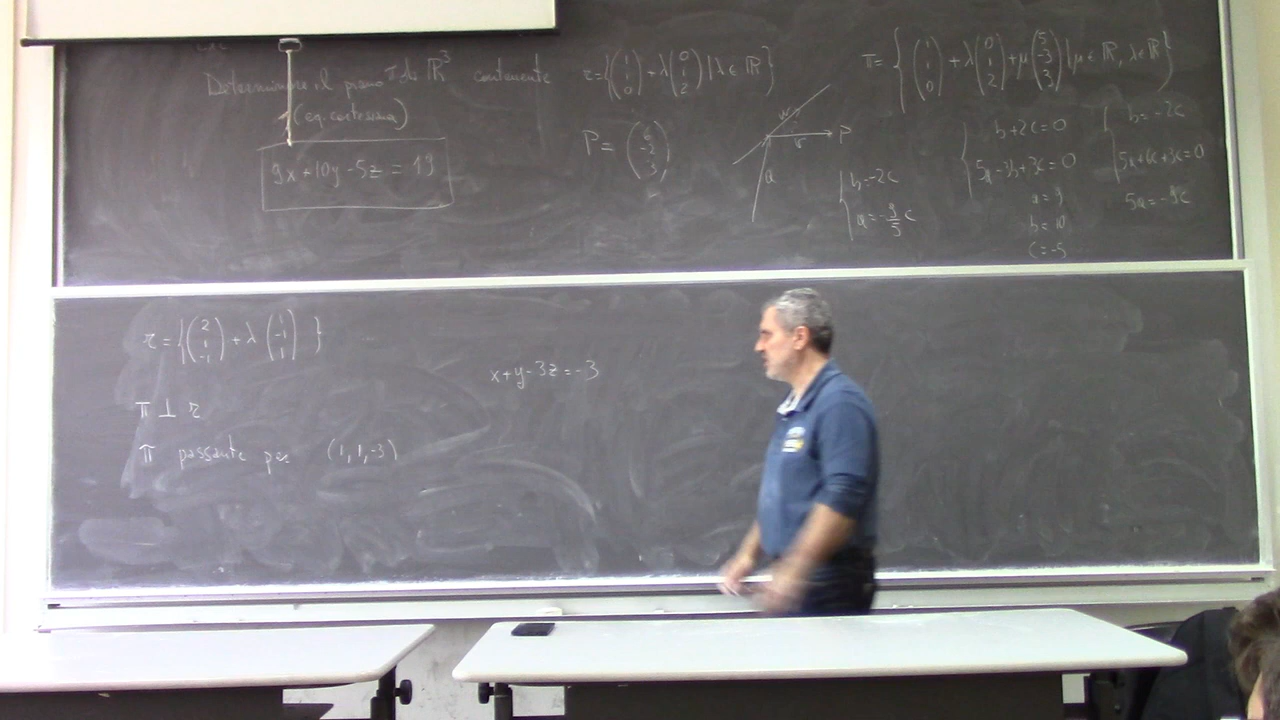 Determinare il piano π di ℝ³ contenente r = {(1 1 0) + λ (0 1 2) | λ ∈ ℝ}
(eq. cartesiana)
9x+10y-5z = 19
P = (6 -2 3)
w
P
v
a
π = {(1 1 0) + λ (0 1 2) + μ (5 -3 3) | μ ∈ ℝ, λ ∈ ℝ}
b+2c=0
5a-3b+3c=0
b=-2c
5a+6c+3c=0
5a=-9c
b=-2c
a=-9/5 c
a=9
b=10
c=-5
r = {(2 1 -1) + λ (-1 -1 1)}
π ⊥ r
π passante per (1,1,-3)
x+y-3z=-3